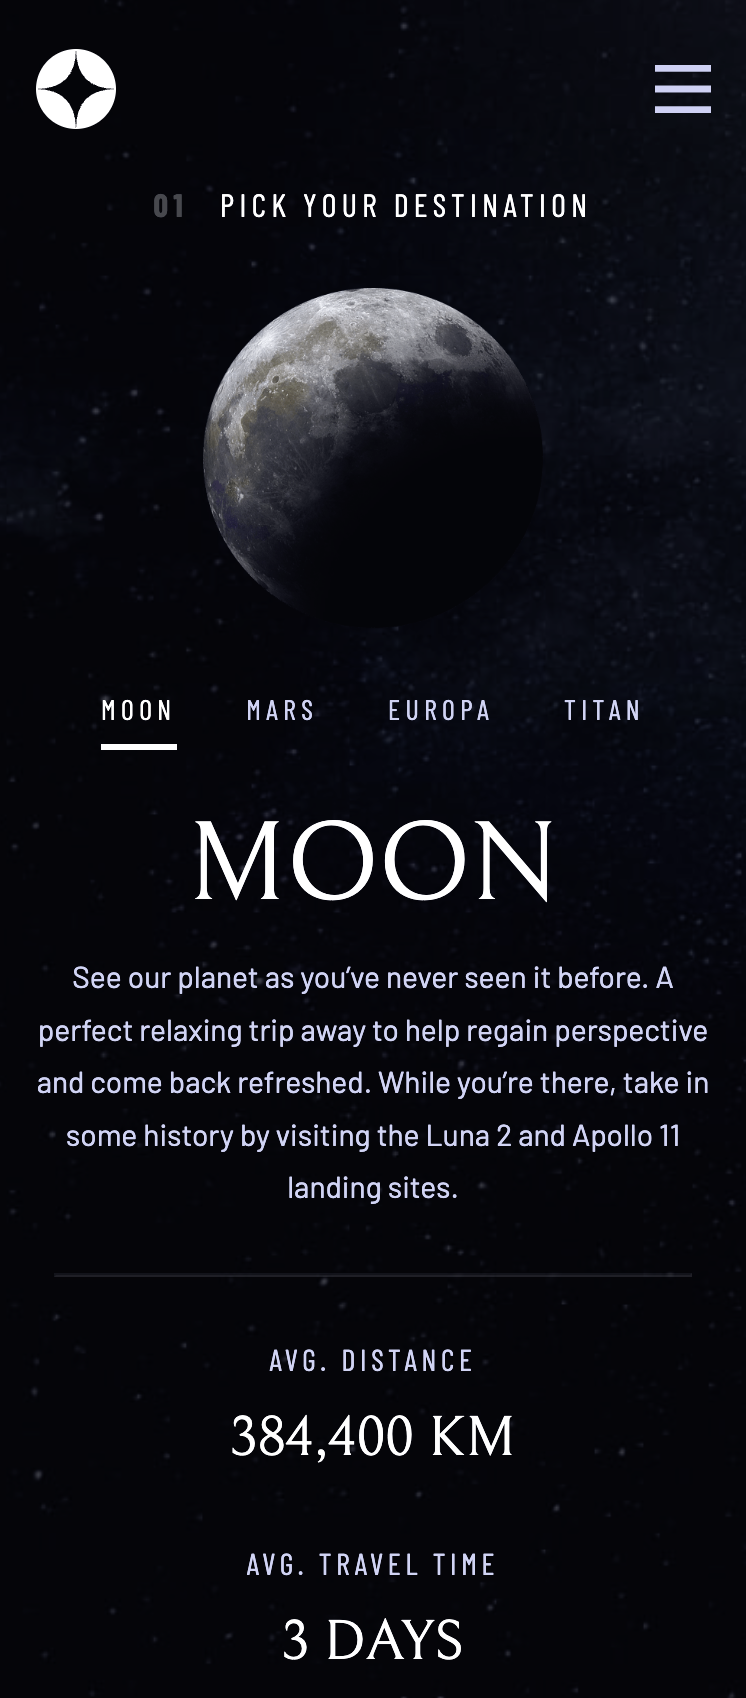 01 PICK YOUR DESTINATION
MOON MARS EUROPA TITAN
MOON
See our planet as you’ve never seen it before. A
perfect relaxing trip away to help regain perspective
and come back refreshed. While you’re there, take in
some history by visiting the Luna 2 and Apollo 11
landing sites.
AVG. DISTANCE
384,400 KM
AVG. TRAVEL TIME
3 DAYS